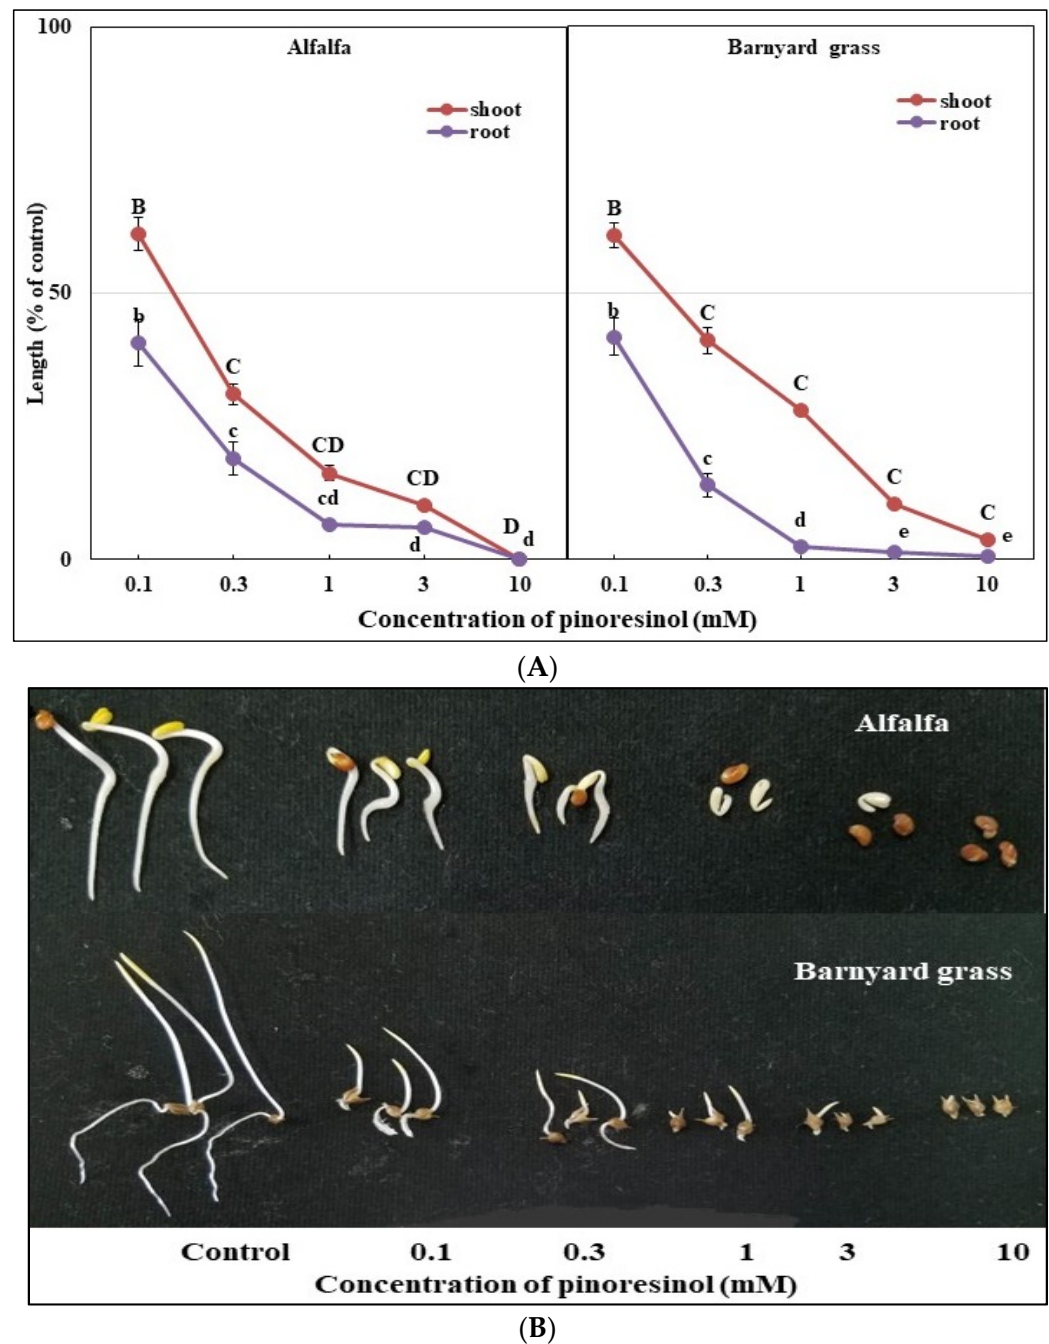 100
50
0
Length (% of control)
Alfalfa
shoot
root
B
b
C
c
CD
cd
CD
d
D
d
0.1 0.3 1 3 10
Barnyard grass
shoot
root
B
b
C
c
C
d
C
e
C
e
0.1 0.3 1 3 10
Concentration of pinoresinol (mM)
(A)
Alfalfa
Barnyard grass
Control 0.1 0.3 1 3 10
Concentration of pinoresinol (mM)
(B)